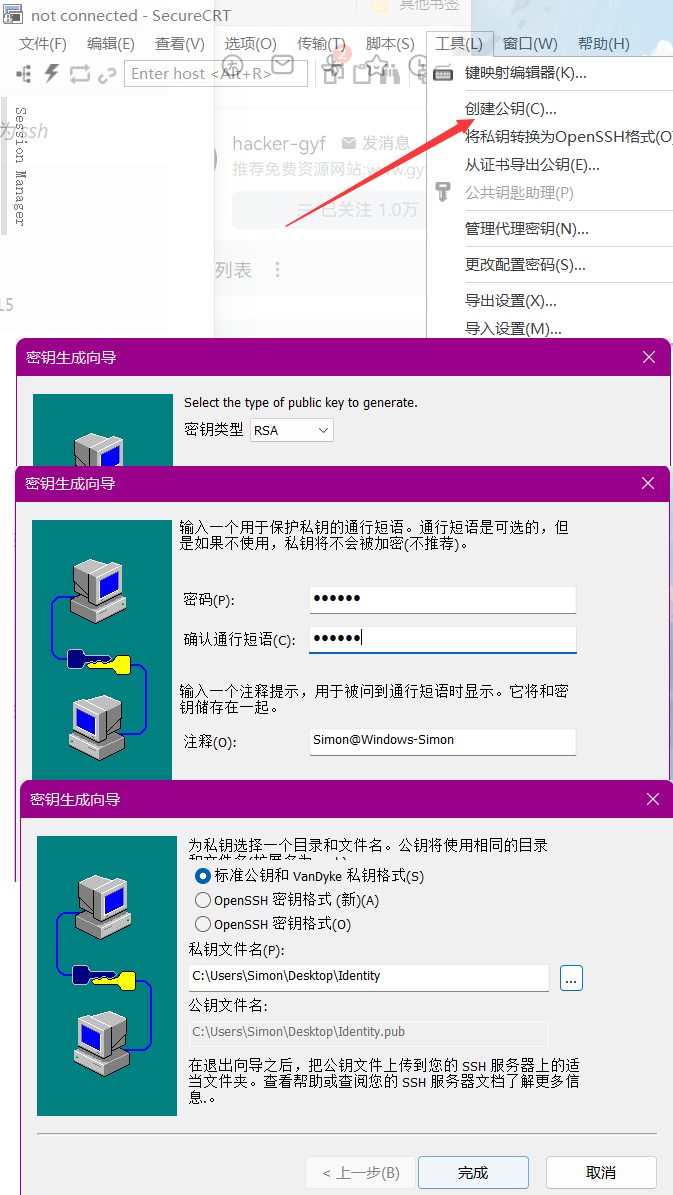 not connected - SecureCRT
其他书签
文件(F) 编辑(E) 查看(V) 选项(O) 传输(T) 脚本(S) 工具(L) 窗口(W) 帮助(H)
Enter host <Alt+R>
2
键映射编辑器(K)...
创建公钥(C)...
将私钥转换为OpenSSH格式(O)
从证书导出公钥(E)...
公共钥匙助理(P)
管理代理密钥(N)...
更改配置密码(S)...
导出设置(X)...
导入设置(M)...
Session Manager
为ssh
hacker-gyf 发消息
推荐免费资源网站:www.gy
已关注 1.0万
列表
15
密钥生成向导
Select the type of public key to generate.
密钥类型 RSA
密钥生成向导
输入一个用于保护私钥的通行短语。通行短语是可选的，但
是如果不使用，私钥将不会被加密(不推荐)。
密码(P): ●●●●●●
确认通行短语(C): ●●●●●●
输入一个注释提示，用于被问到通行短语时显示。它将和密
钥储存在一起。
注释(O): Simon@Windows-Simon
密钥生成向导
为私钥选择一个目录和文件名。公钥将使用相同的目录
标准公钥和 VanDyke 私钥格式(S)
OpenSSH 密钥格式 (新)(A)
OpenSSH 密钥格式(O)
私钥文件名(P):
C:\Users\Simon\Desktop\Identity
...
公钥文件名:
C:\Users\Simon\Desktop\Identity.pub
在退出向导之后，把公钥文件上传到您的 SSH 服务器上的适
当文件夹。查看帮助或查阅您的 SSH 服务器文档了解更多信
息.。
< 上一步(B) 完成 取消